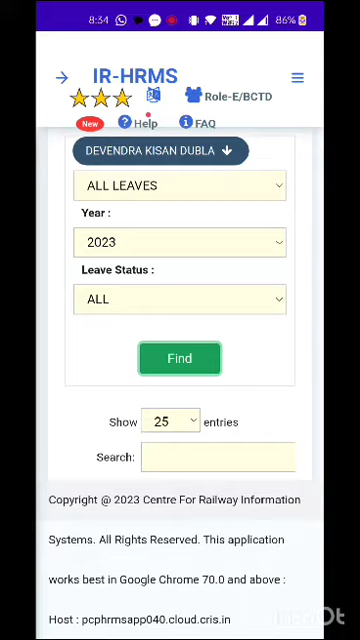 8:34
86%
IR-HRMS
Role-E/BCTD
New
Help
FAQ
DEVENDRA KISAN DUBLA
ALL LEAVES
Year :
2023
Leave Status :
ALL
Find
Show 25 entries
Search:
Copyright @ 2023 Centre For Railway Information
Systems. All Rights Reserved. This application
works best in Google Chrome 70.0 and above :
Host : pcphrmsapp040.cloud.cris.in